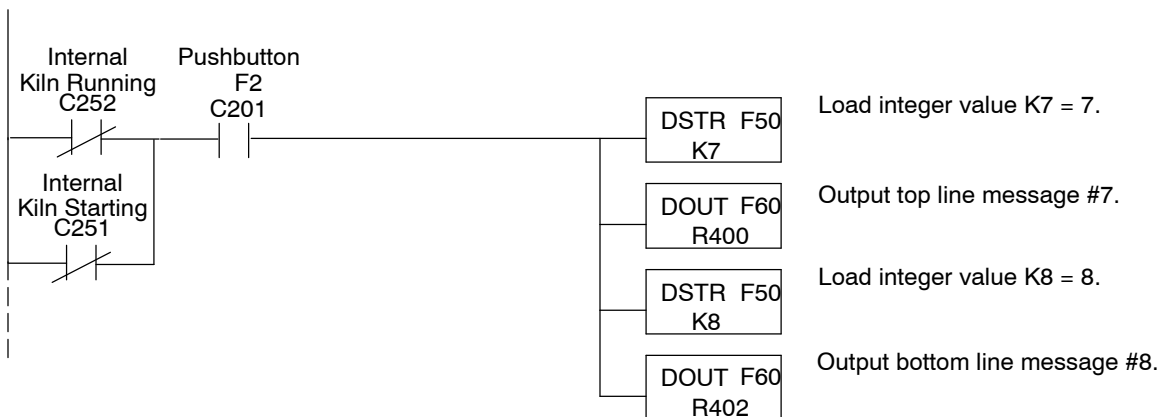 Internal
Kiln Running
C252
Pushbutton
F2
C201
Internal
Kiln Starting
C251
DSTR F50
K7
Load integer value K7 = 7.
DOUT F60
R400
Output top line message #7.
DSTR F50
K8
Load integer value K8 = 8.
DOUT F60
R402
Output bottom line message #8.